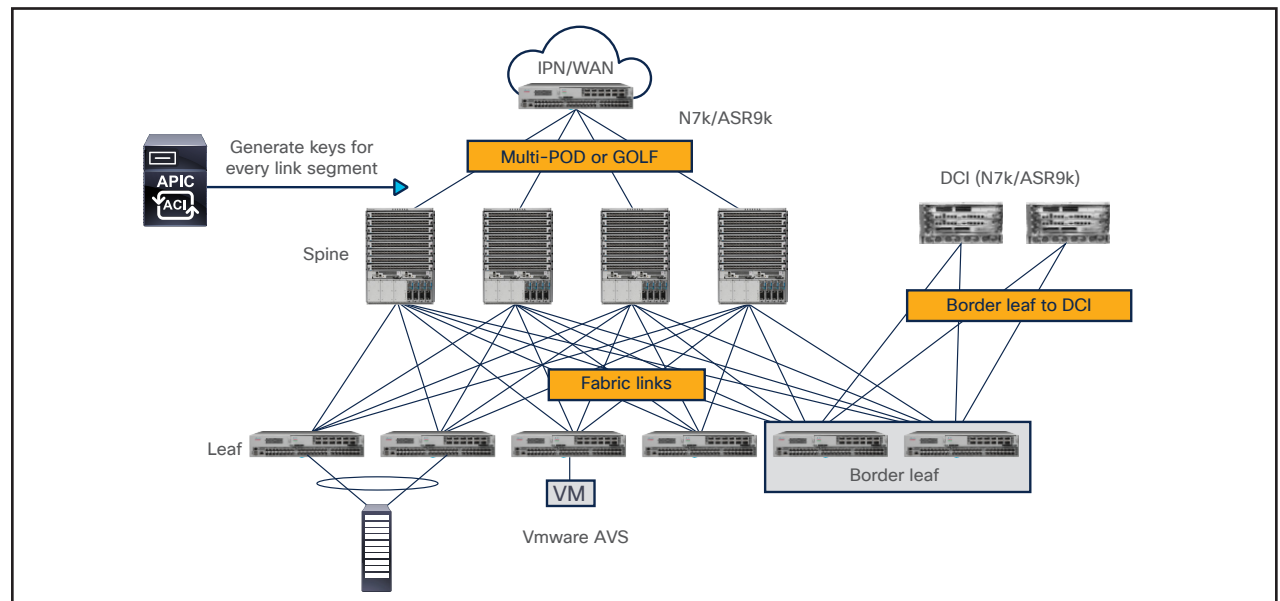 IPN/WAN
N7k/ASR9k
Generate keys for
every link segment
Multi-POD or GOLF
APIC
ACI
DCI (N7k/ASR9k)
Spine
Border leaf to DCI
Fabric links
Leaf
Border leaf
VM
Vmware AVS